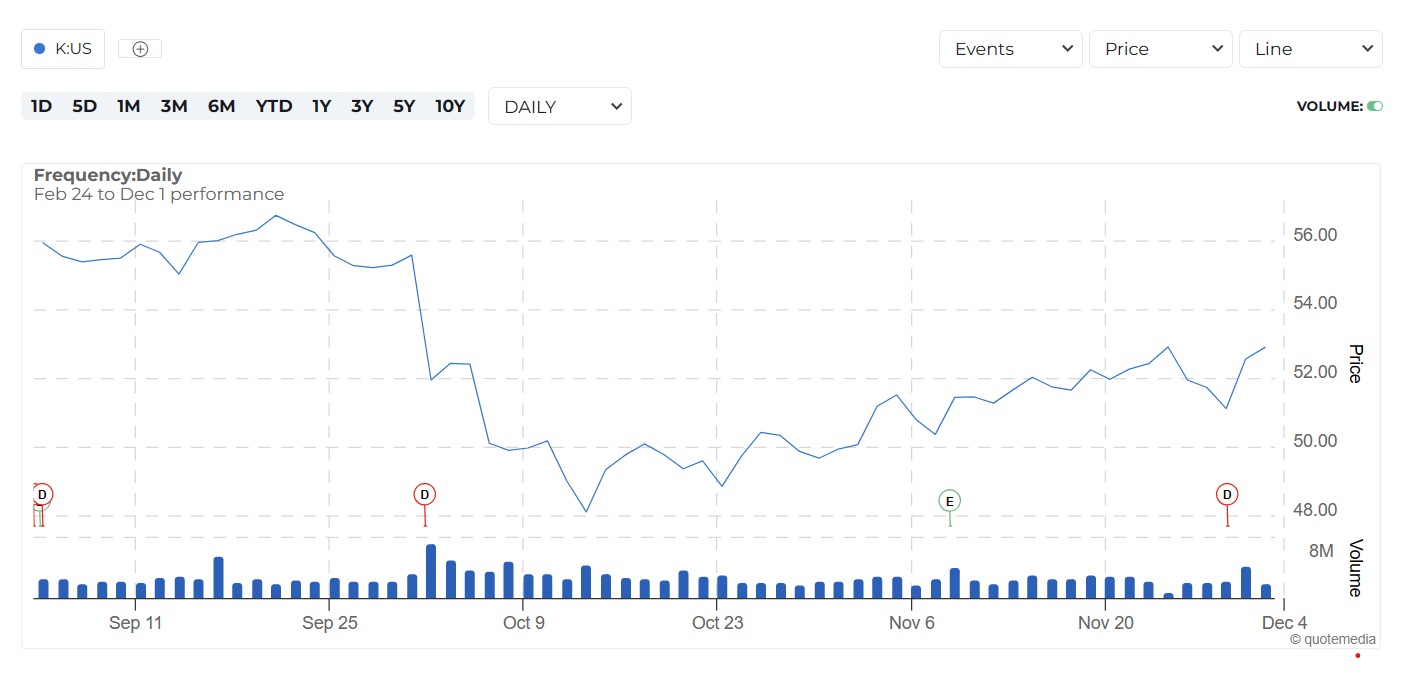 K:US
Events
Price
Line
1D 5D 1M 3M 6M YTD 1Y 3Y 5Y 10Y
DAILY
VOLUME:
Frequency:Daily
Feb 24 to Dec 1 performance
56.00
54.00
52.00
50.00
48.00
Price
D
D
E
D
8M
Volume
Sep 11
Sep 25
Oct 9
Oct 23
Nov 6
Nov 20
Dec 4
© quotemedia